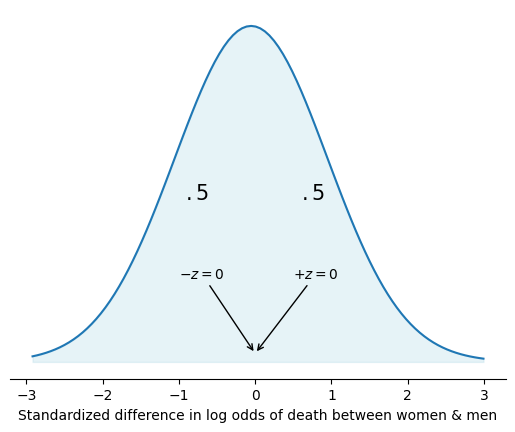 .5 .5
−z = 0 +z = 0
−3 −2 −1 0 1 2 3
Standardized difference in log odds of death between women & men